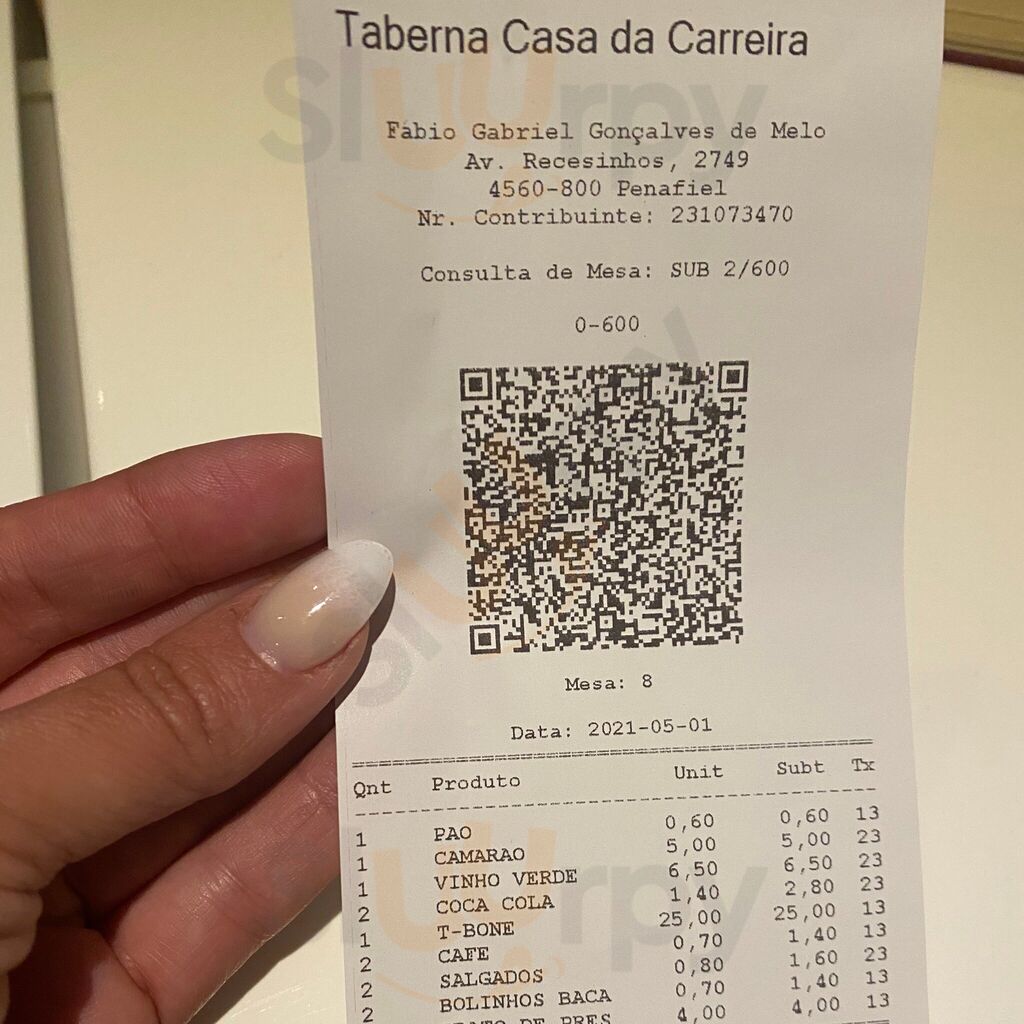 Taberna Casa da Carreira
Fábio Gabriel Gonçalves de Melo
Av. Recesinhos, 2749
4560-800 Penafiel
Nr. Contribuinte: 231073470
Consulta de Mesa: SUB 2/600
0-600
Mesa: 8
Data: 2021-05-01
Qnt Produto Unit Subt Tx
1 PAO 0,60 0,60 13
1 CAMARAO 5,00 5,00 23
1 VINHO VERDE 6,50 6,50 23
2 COCA COLA 1,40 2,80 23
1 T-BONE 25,00 25,00 13
2 CAFE 0,70 1,40 13
2 SALGADOS 0,80 1,60 23
2 BOLINHOS BACA 0,70 1,40 13
DE PRES 4,00 4,00 13
sluurpy
sluurpy
sluurpy